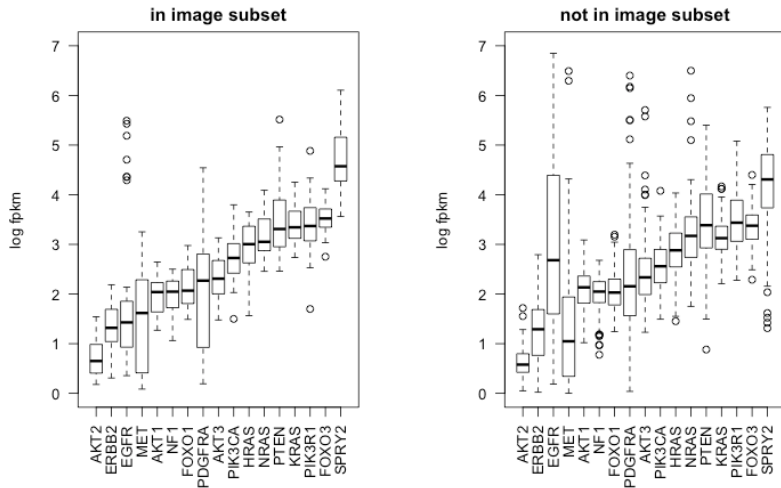 in image subset
not in image subset
log fpkm
7
6
5
4
3
2
1
0
AKT2
ERBB2
EGFR
MET
AKT1
NF1
FOXO1
PDGFRA
AKT3
PIK3CA
HRAS
NRAS
PTEN
KRAS
PIK3R1
FOXO3
SPRY2
log fpkm
7
6
5
4
3
2
1
0
AKT2
ERBB2
EGFR
MET
AKT1
NF1
FOXO1
PDGFRA
AKT3
PIK3CA
HRAS
NRAS
PTEN
KRAS
PIK3R1
FOXO3
SPRY2